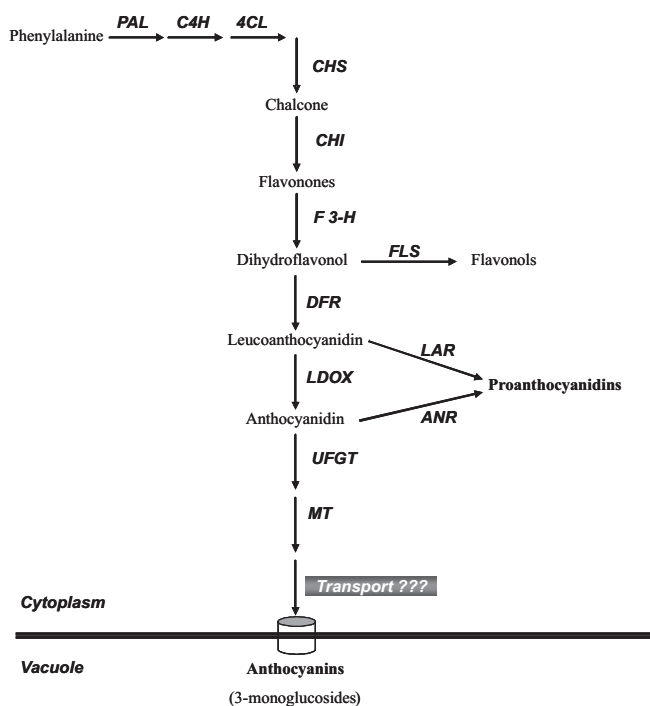 Phenylalanine PAL C4H 4CL
CHS
Chalcone
CHI
Flavonones
F 3-H
Dihydroflavonol FLS Flavonols
DFR
Leucoanthocyanidin
LAR
LDOX
Proanthocyanidins
Anthocyanidin
ANR
UFGT
MT
Transport ???
Cytoplasm
Vacuole
Anthocyanins
(3-monoglucosides)